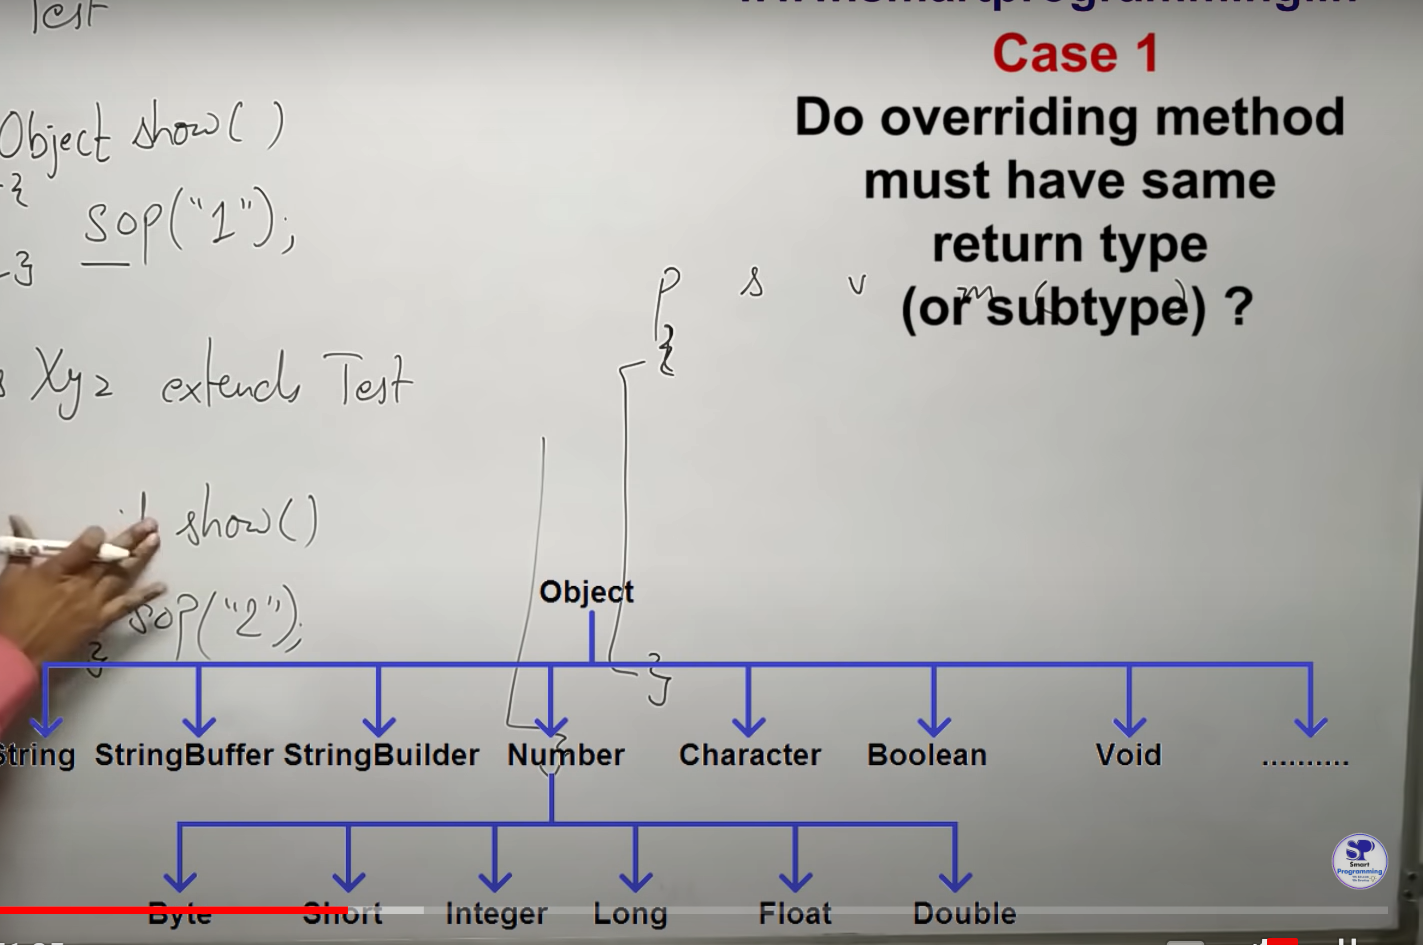 Test
Case 1
Do overriding method
must have same
return type
(or subtype) ?
Object show( )
{
sop("1");
}
p s v m ( )
{
Xyz extends Test
show()
sop("2");
}
}
Object
String StringBuffer StringBuilder Number Character Boolean Void ..........
}
Byte Short Integer Long Float Double
SP
Smart
Programming